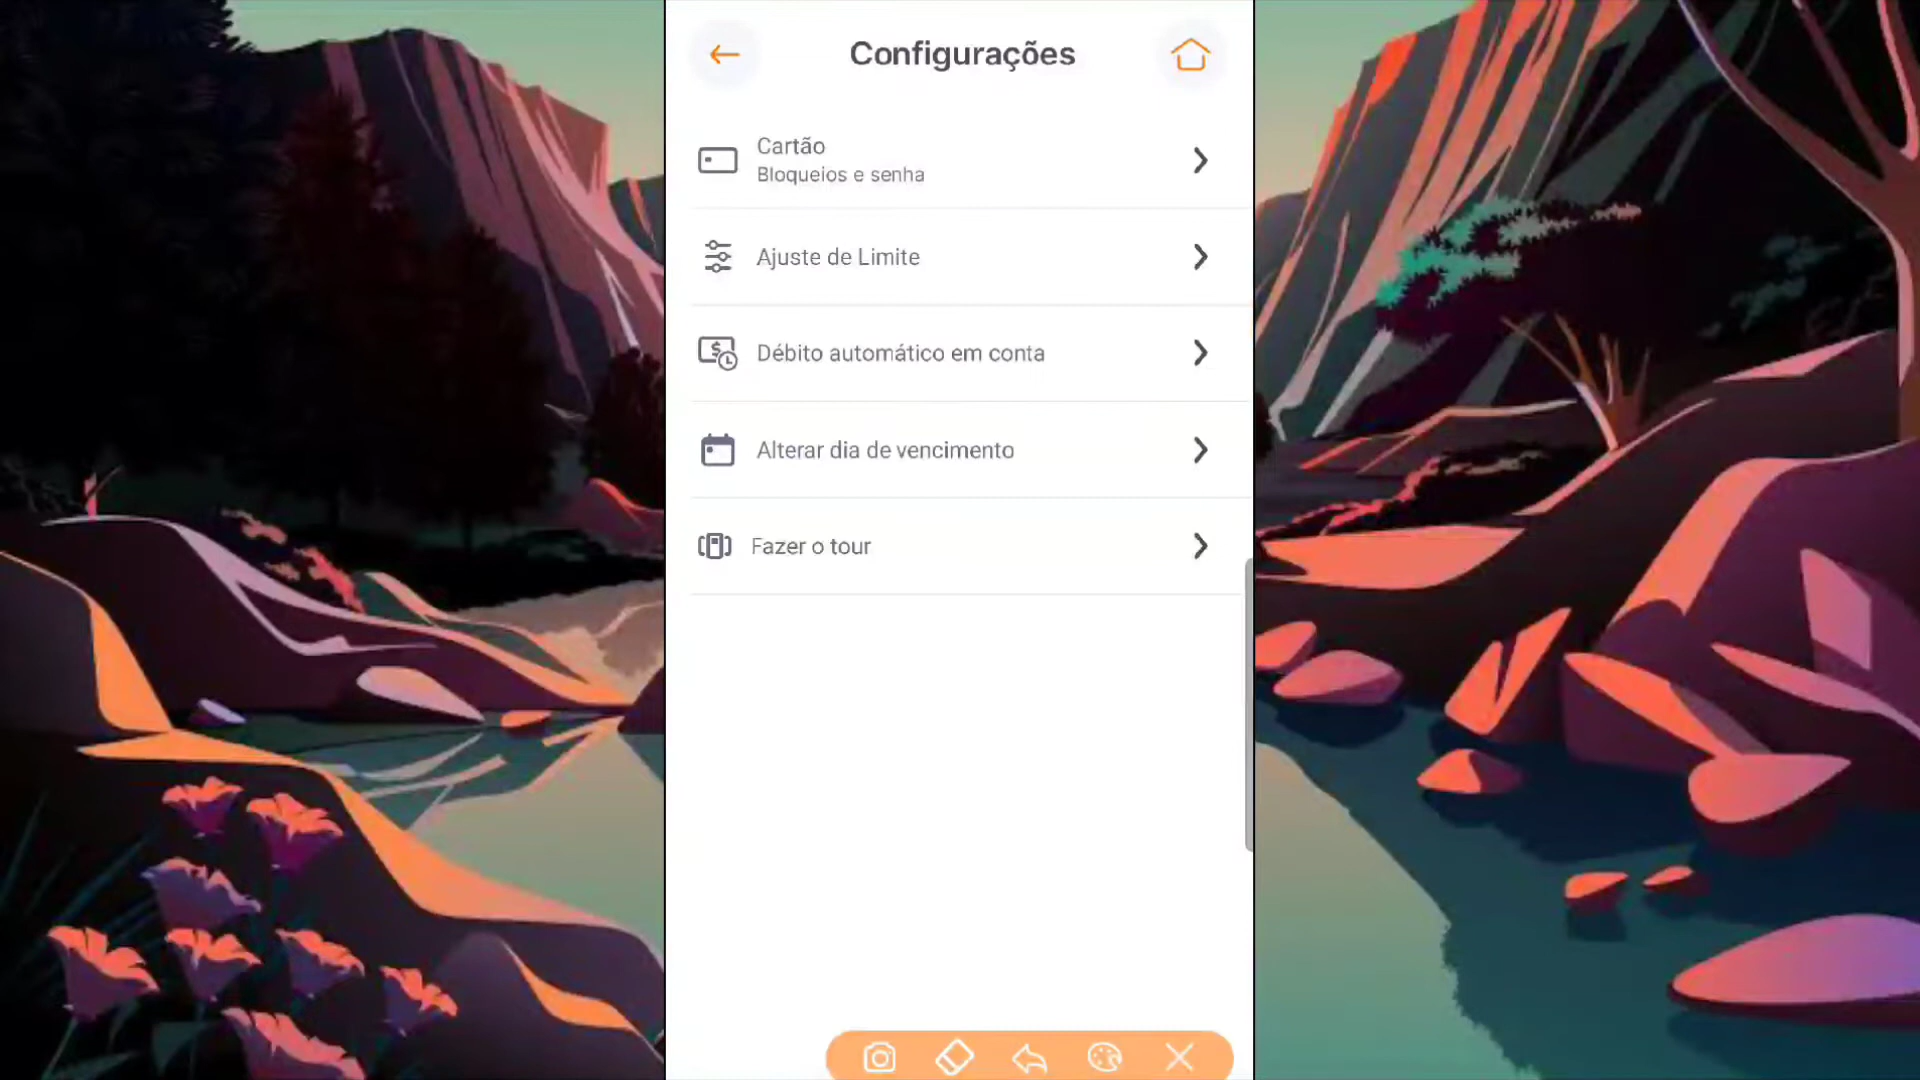 Configurações
Cartão
Bloqueios e senha
Ajuste de Limite
Débito automático em conta
Alterar dia de vencimento
Fazer o tour